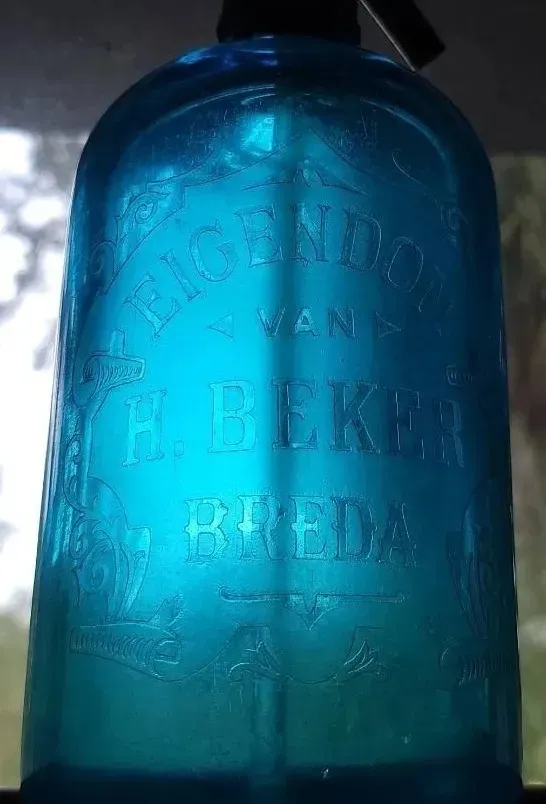 EIGENDOM
VAN
H. BEKER
BREDA